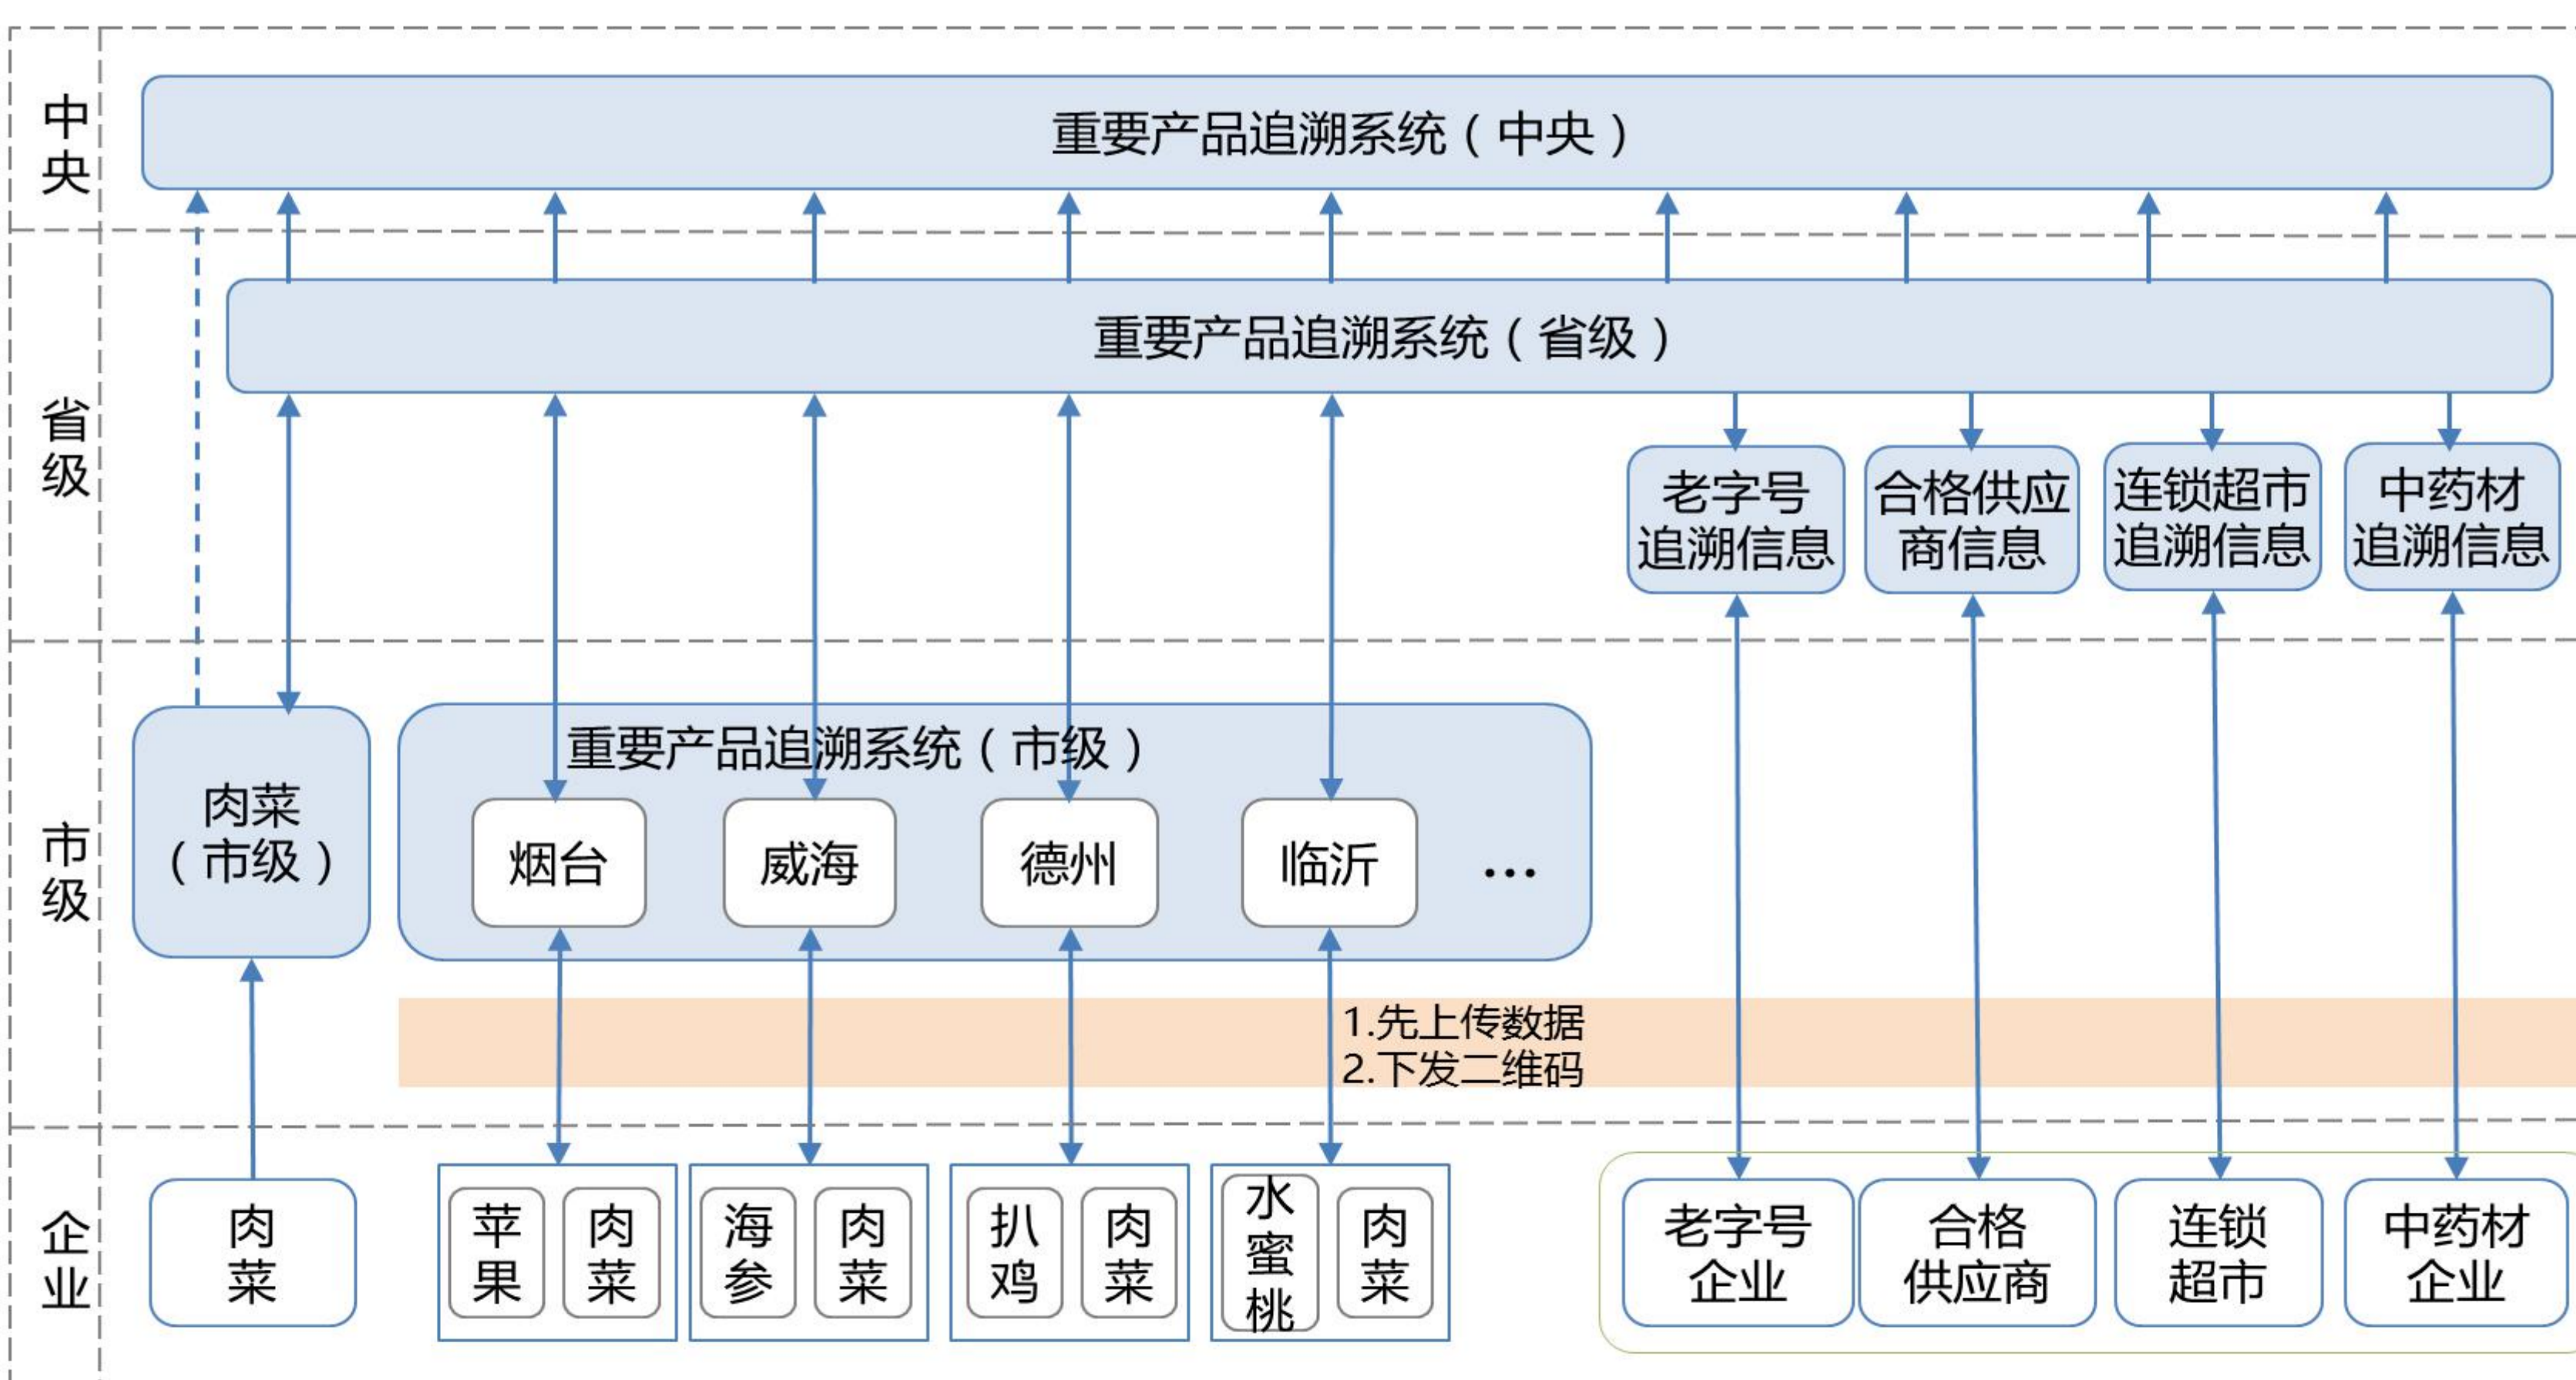 中央
重要产品追溯系统（中央）
省级
重要产品追溯系统（省级）
老字号
追溯信息
合格供应
商信息
连锁超市
追溯信息
中药材
追溯信息
市级
肉菜
（市级）
重要产品追溯系统（市级）
烟台
威海
德州
临沂
...
1.先上传数据
2.下发二维码
企业
肉菜
苹果
肉菜
海参
肉菜
扒鸡
肉菜
水蜜桃
肉菜
老字号
企业
合格
供应商
连锁
超市
中药材
企业